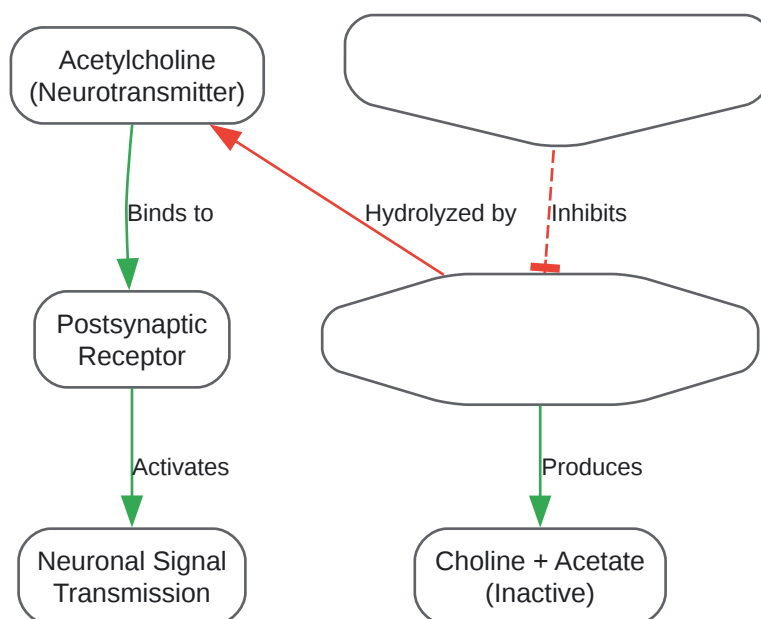 Acetylcholine
(Neurotransmitter)
Binds to
Hydrolyzed by
Inhibits
Postsynaptic
Receptor
Activates
Produces
Neuronal Signal
Transmission
Choline + Acetate
(Inactive)